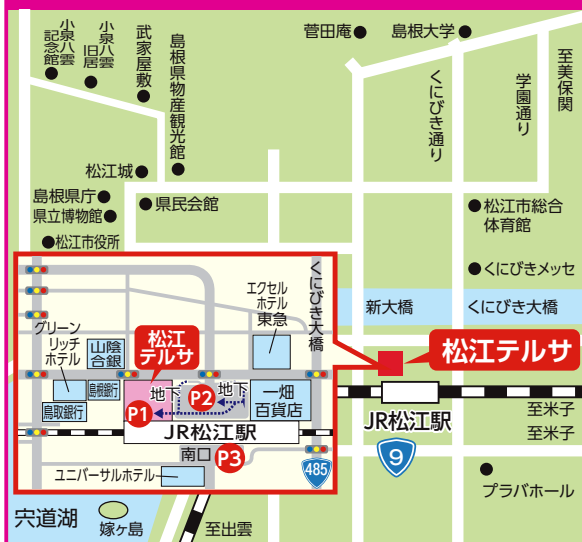 小泉八雲
記念館
小泉八雲
旧居
武家屋敷
島根県物産観光館
菅田庵
島根大学
くにびき通り
学園通り
至美保関
松江城
島根県庁
県立博物館
県民会館
松江市役所
松江市総合
体育館
くにびきメッセ
新大橋
くにびき大橋
松江テルサ
JR松江駅
至米子
至米子
9
プラバホール
グリーン
リッチ
ホテル
山陰
合銀
松江
テルサ
エクセル
ホテル
東急
くにびき大橋
島根銀行
鳥取銀行
地下
地下
P1
P2
一畑
百貨店
JR松江駅
南口
P3
ユニバーサルホテル
485
宍道湖
嫁ヶ島
至出雲